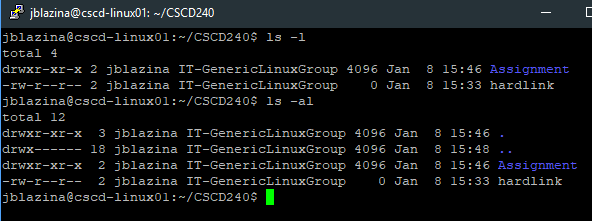 jblazina@cscd-linux01: ~/CSCD240
jblazina@cscd-linux01:~/CSCD240$ ls -l
total 4
drwxr-xr-x 2 jblazina IT-GenericLinuxGroup 4096 Jan  8 15:46 Assignment
-rw-r--r-- 2 jblazina IT-GenericLinuxGroup    0 Jan  8 15:33 hardlink
jblazina@cscd-linux01:~/CSCD240$ ls -al
total 12
drwxr-xr-x  3 jblazina IT-GenericLinuxGroup 4096 Jan  8 15:46 .
drwx------ 18 jblazina IT-GenericLinuxGroup 4096 Jan  8 15:48 ..
drwxr-xr-x  2 jblazina IT-GenericLinuxGroup 4096 Jan  8 15:46 Assignment
-rw-r--r--  2 jblazina IT-GenericLinuxGroup    0 Jan  8 15:33 hardlink
jblazina@cscd-linux01:~/CSCD240$